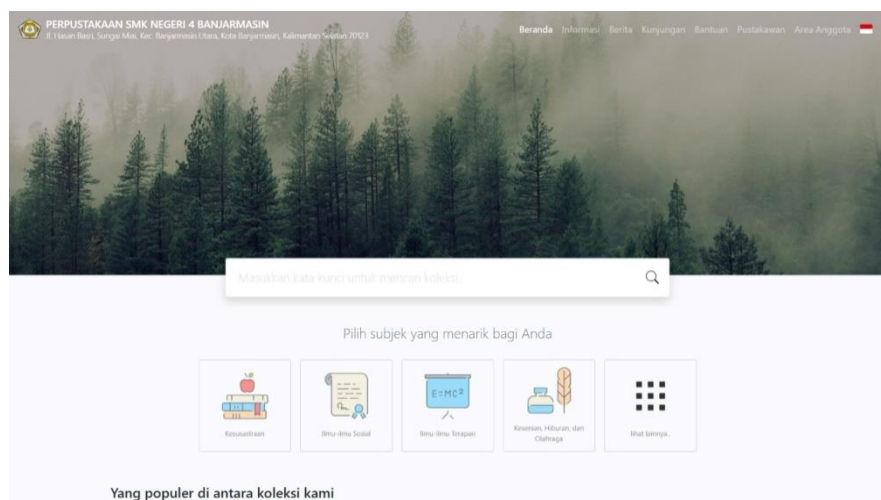 PERPUSTAKAAN SMK NEGERI 4 BANJARMASIN
Jl. Hasan Basri, Sungai Miai, Kec. Banjarmasin Utara, Kota Banjarmasin, Kalimantan Selatan 70123
Beranda Informasi Berita Kunjungan Bantuan Pustakawan Area Anggota
Masukkan kata kunci untuk mencari koleksi...
Pilih subjek yang menarik bagi Anda
E=MC²
Kesusastraan
Ilmu-ilmu Sosial
Ilmu-ilmu Terapan
Kesenian, Hiburan, dan
Olahraga
lihat lainnya..
Yang populer di antara koleksi kami